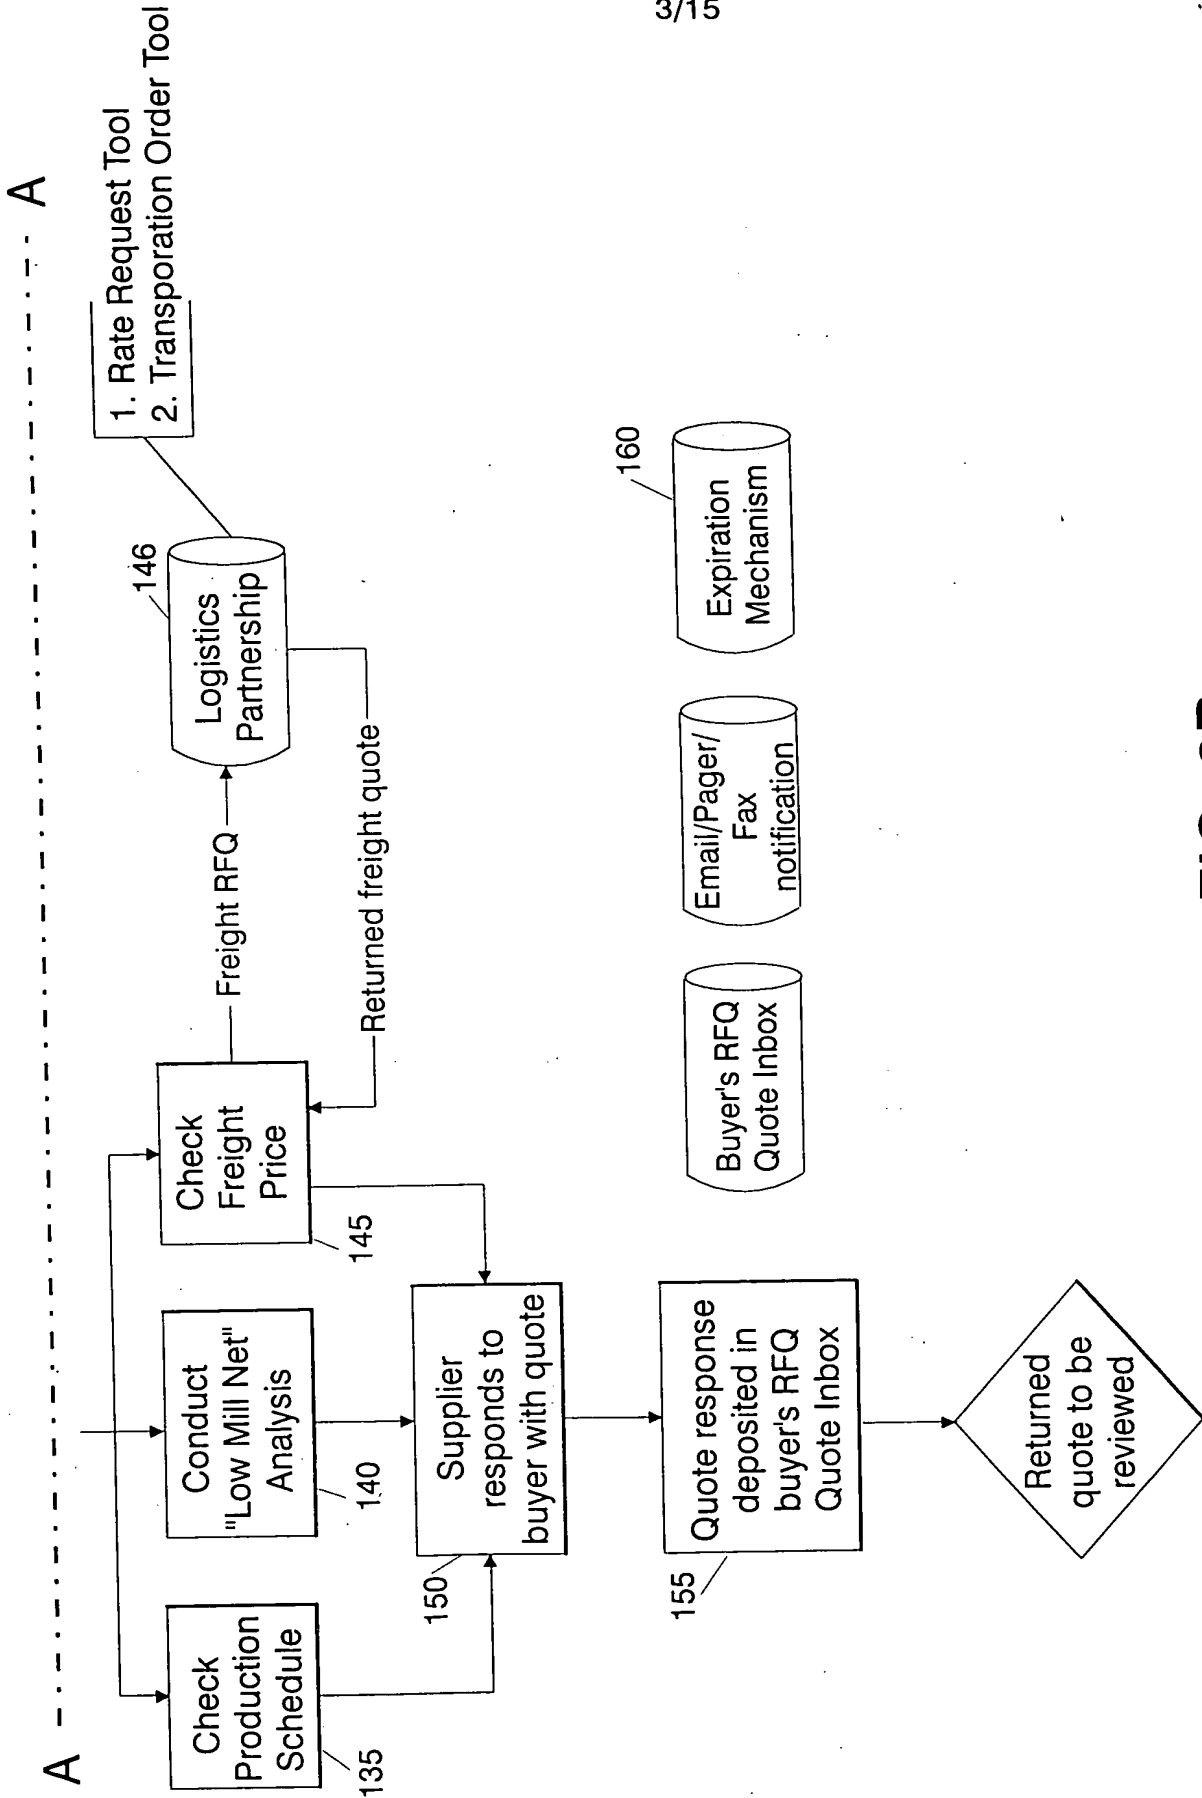 3/15
A
A
1. Rate Request Tool
2. Transporation Order Tool
Check
Production
Schedule
135
Conduct
"Low Mill Net"
Analysis
140
Check
Freight
Price
145
Freight RFQ
Logistics
Partnership
146
Returned freight quote
Supplier
responds to
buyer with quote
150
Quote response
deposited in
buyer's RFQ
Quote Inbox
155
Buyer's RFQ
Quote Inbox
Email/Pager/
Fax
notification
Expiration
Mechanism
160
Returned
quote to be
reviewed